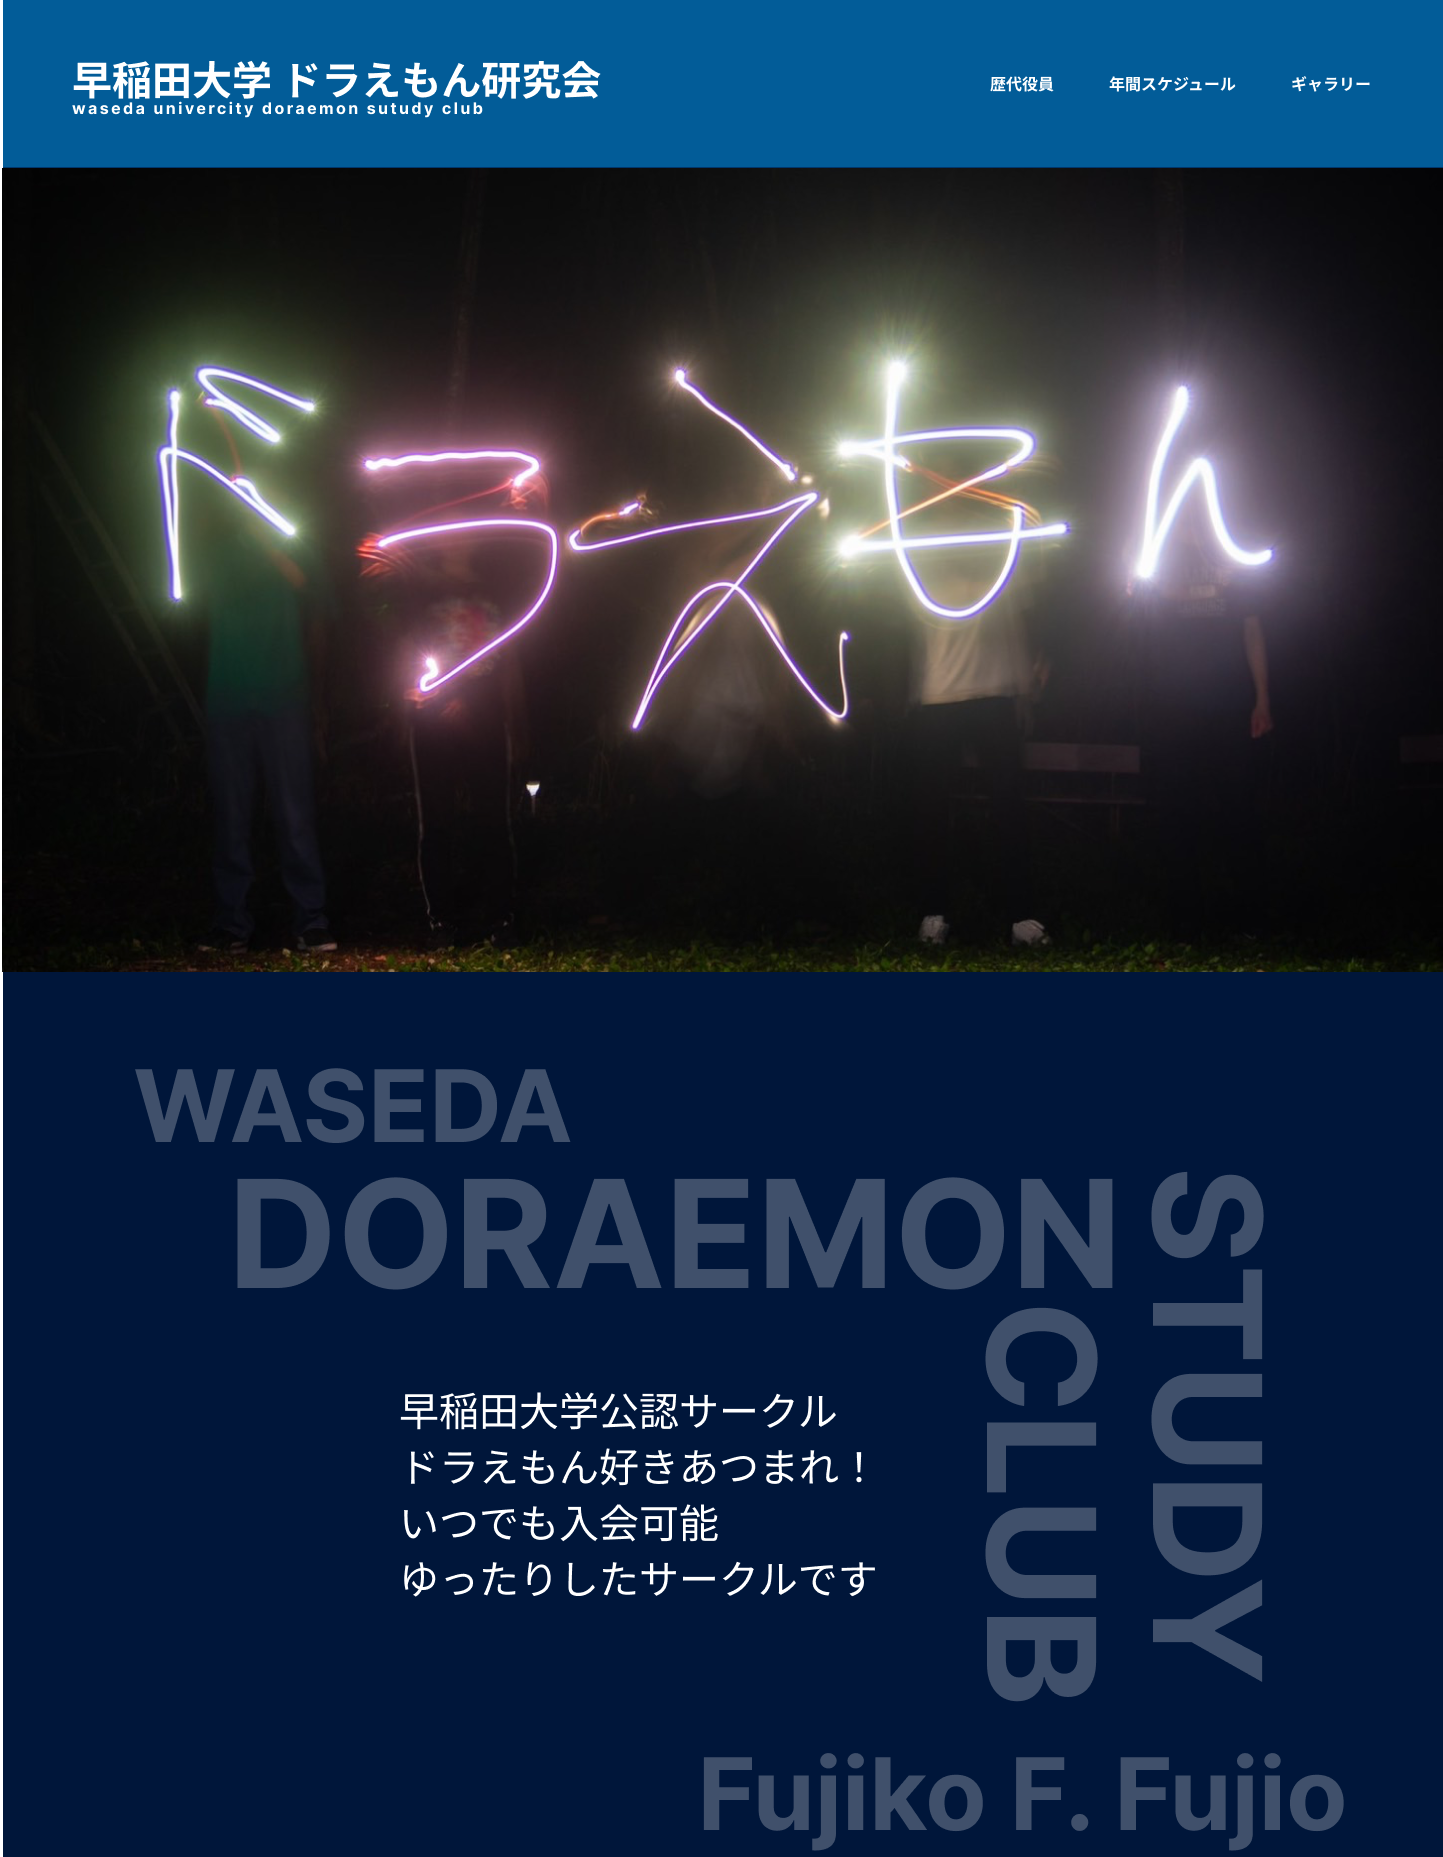 早稲田大学 ドラえもん研究会
waseda univercity doraemon sutudy club
歴代役員 年間スケジュール ギャラリー
ドラえもん
WASEDA
DORAEMON
STUDY
CLUB
早稲田大学公認サークル
ドラえもん好きあつまれ！
いつでも入会可能
ゆったりしたサークルです
Fujiko F. Fujio